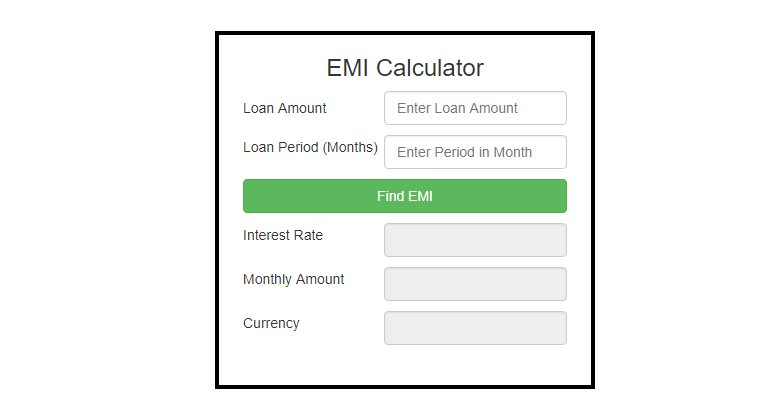 EMI Calculator
Loan Amount Enter Loan Amount
Loan Period (Months) Enter Period in Month
Find EMI
Interest Rate
Monthly Amount
Currency